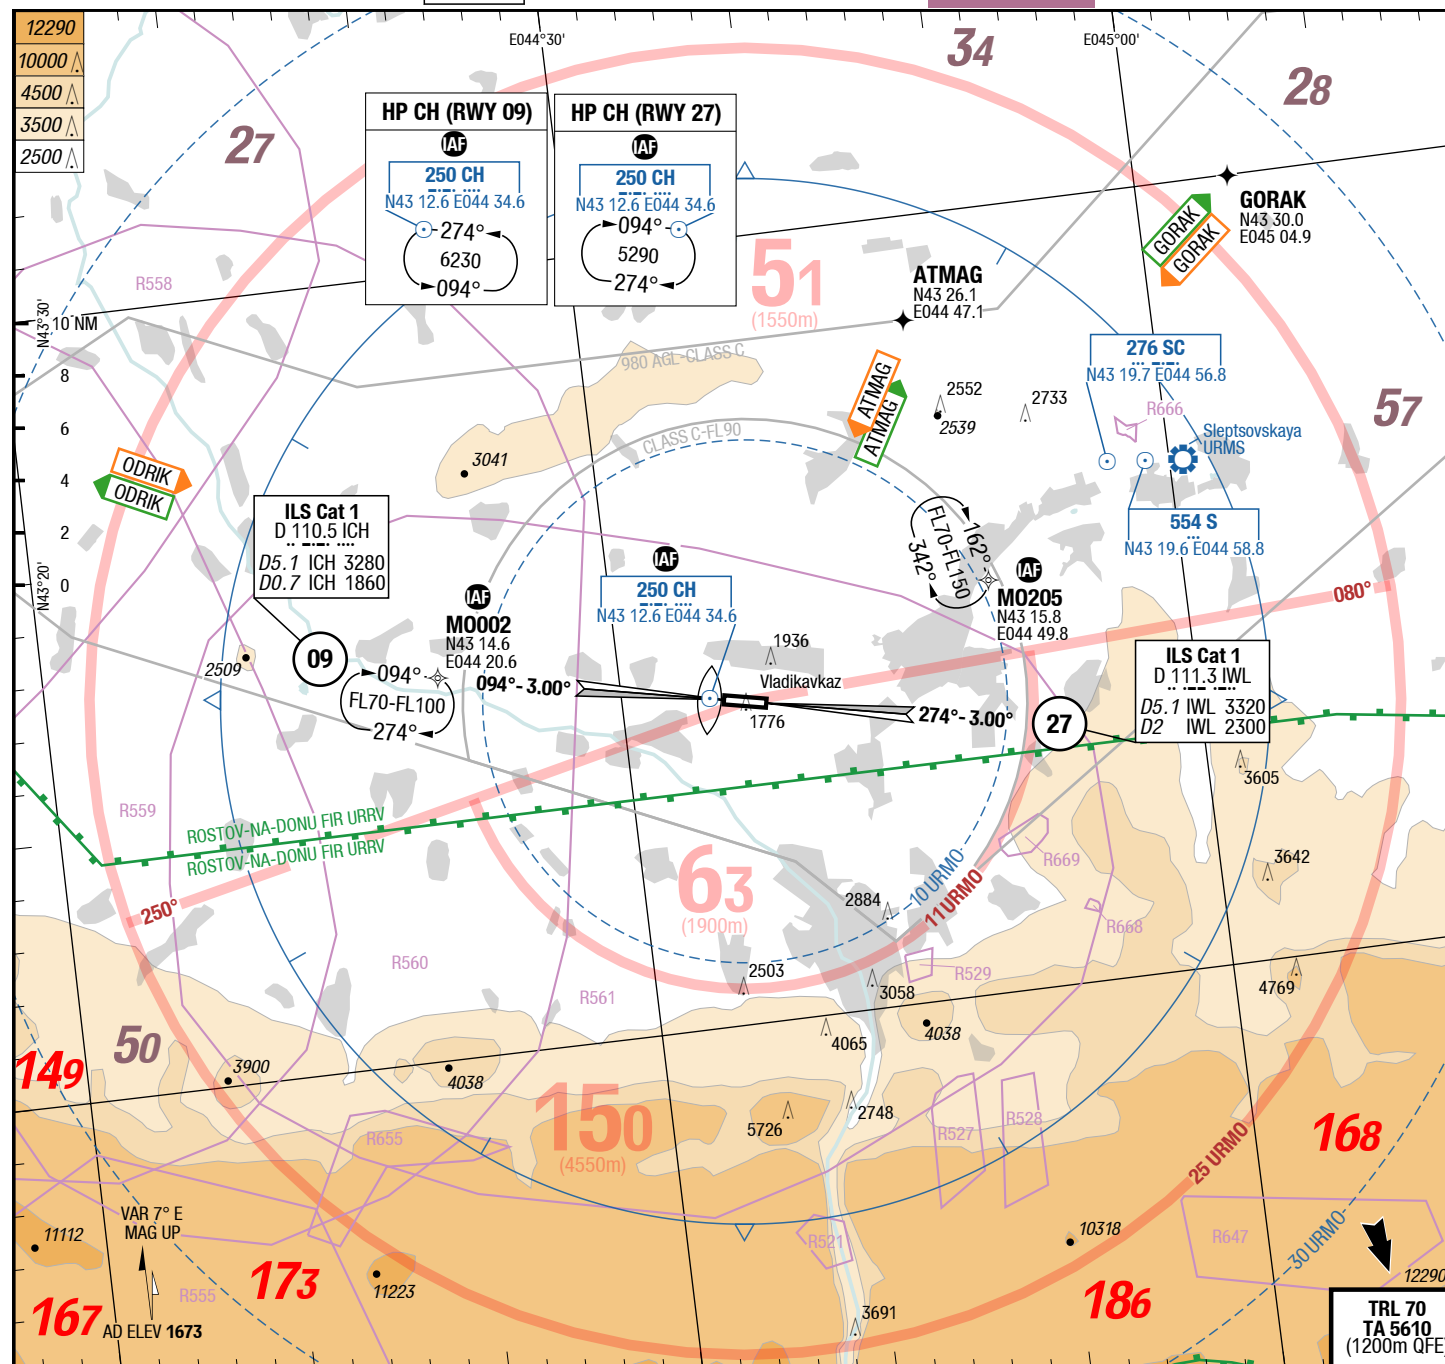 12290
10000
4500
3500
2500
E044°30'
E045°00'
34
28
27
HP CH (RWY 09)
IAF
250 CH
N43 12.6 E044 34.6
274°
6230
094°
HP CH (RWY 27)
IAF
250 CH
N43 12.6 E044 34.6
094°
5290
274°
GORAK
N43 30.0
E045 04.9
GORAK
GORAK
51
(1550m)
ATMAG
N43 26.1
E044 47.1
R558
N43°30'
10 NM
8
6
4
2
0
N43°20'
980 AGL-CLASS C
276 SC
N43 19.7 E044 56.8
ATMAG
ATMAG
2552
2539
2733
R666
57
Sleptsovskaya
URMS
CLASS C-FL90
3041
ODRIK
ODRIK
ILS Cat 1
D 110.5 ICH
D5.1 ICH 3280
D0.7 ICH 1860
554 S
N43 19.6 E044 58.8
FL70-FL150
162°
342°
IAF
250 CH
N43 12.6 E044 34.6
IAF
MO205
N43 15.8
E044 49.8
080°
IAF
MO002
N43 14.6
E044 20.6
2509
09
094°
FL70-FL100
274°
094°- 3.00°
1936
Vladikavkaz
1776
274°- 3.00°
27
ILS Cat 1
D 111.3 IWL
D5.1 IWL 3320
D2 IWL 2300
3605
R559
ROSTOV-NA-DONU FIR URRV
ROSTOV-NA-DONU FIR URRV
63
(1900m)
R669
3642
10 URMO
11 URMO
2884
250°
R668
R560
R561
2503
3058
R529
4769
4038
4065
50
149
3900
4038
150
(4550m)
5726
2748
R527
R528
R655
168
25 URMO
VAR 7° E
MAG UP
11112
173
11223
R521
10318
R647
30 URMO
12290
R555
167
AD ELEV 1673
3691
186
TRL 70
TA 5610
(1200m QFE)